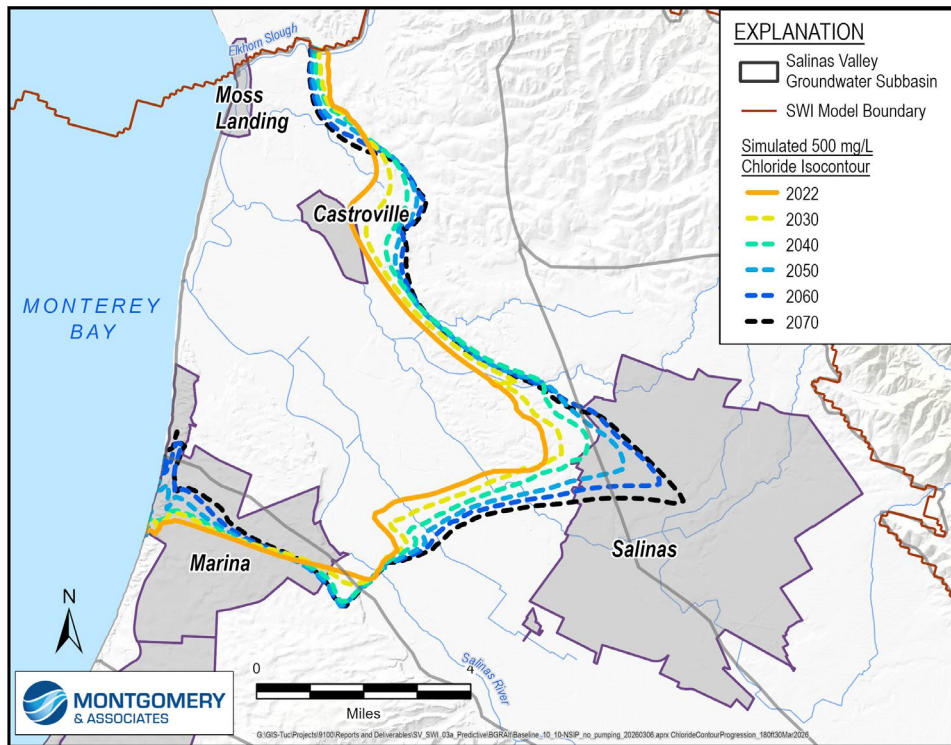 Elkhorn Slough
Moss
Landing
Castroville
MONTEREY
BAY
Marina
Salinas
Salinas River
N
0
4
Miles
EXPLANATION
Salinas Valley
Groundwater Subbasin
SWI Model Boundary
Simulated 500 mg/L
Chloride Isocontour
2022
2030
2040
2050
2060
2070
MONTGOMERY
& ASSOCIATES